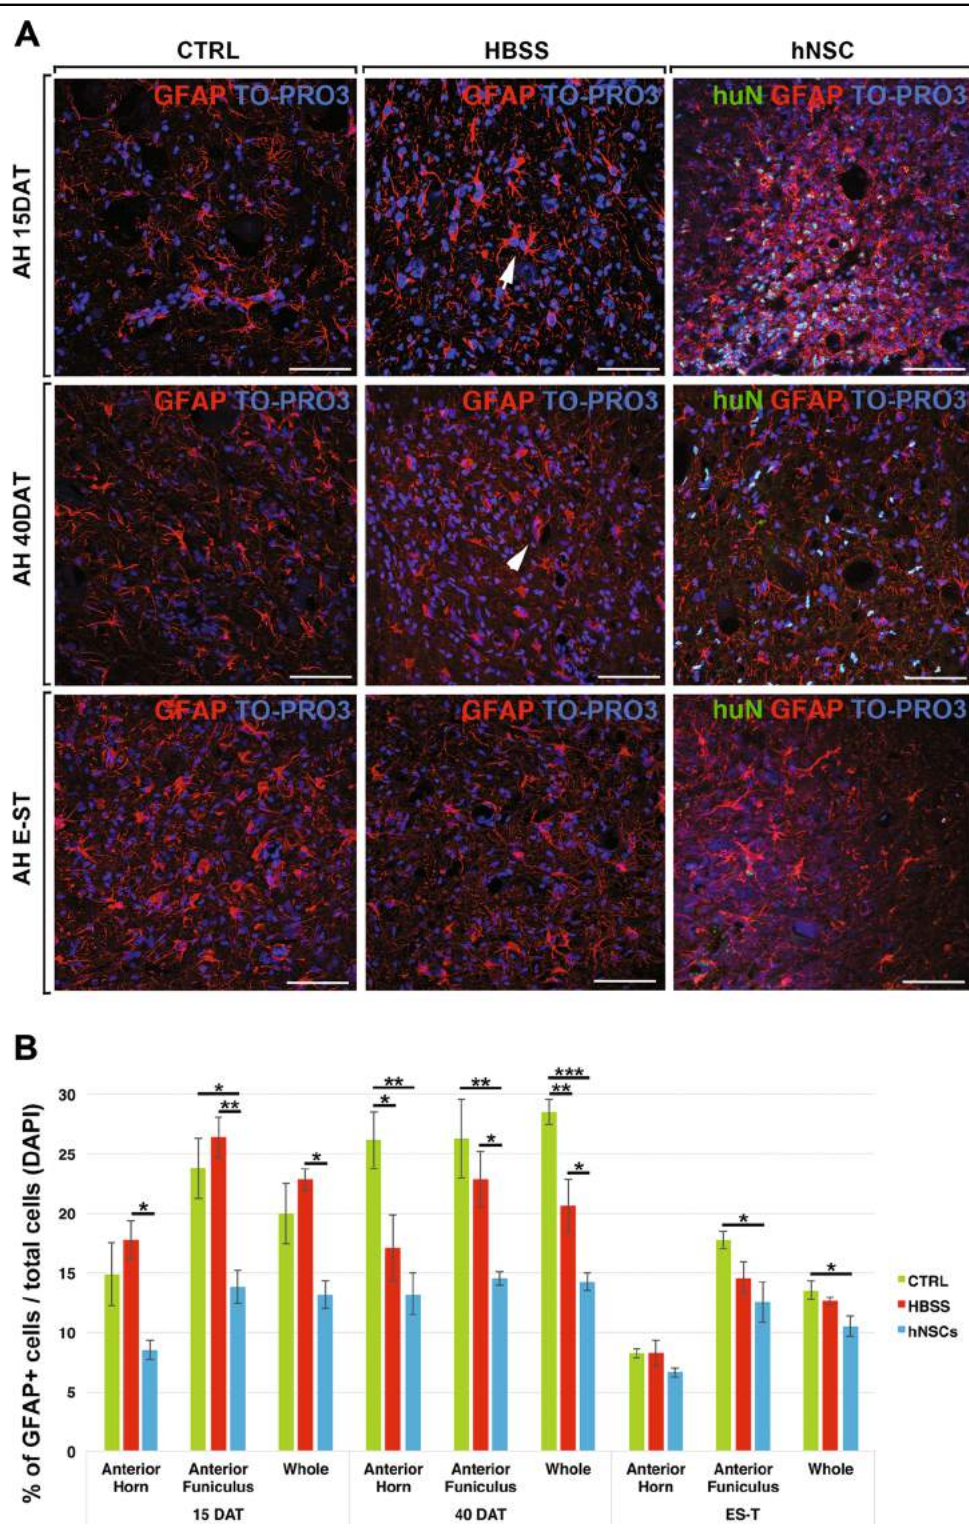 A
CTRL HBSS hNSC
AH 15DAT
GFAP TO-PRO3 GFAP TO-PRO3 huN GFAP TO-PRO3
AH 40DAT
GFAP TO-PRO3 GFAP TO-PRO3 huN GFAP TO-PRO3
AH E-ST
GFAP TO-PRO3 GFAP TO-PRO3 huN GFAP TO-PRO3
B
% of GFAP+ cells / total cells (DAPI)
30
25
20
15
10
5
0
* ** * ** * ** * *** ** * * *
* 
CTRL
HBSS
hNSCs
Anterior Horn Anterior Funiculus Whole Anterior Horn Anterior Funiculus Whole Anterior Horn Anterior Funiculus Whole
15 DAT 40 DAT ES-T